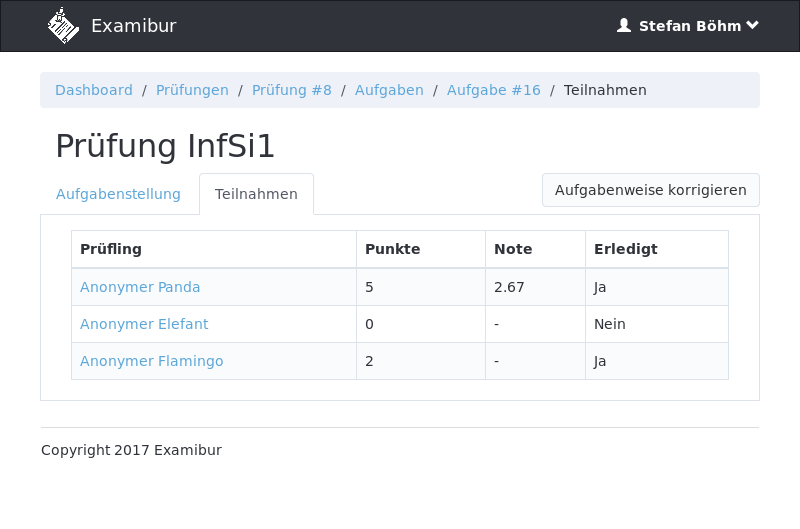 Examibur Stefan Böhm
Dashboard / Prüfungen / Prüfung #8 / Aufgaben / Aufgabe #16 / Teilnahmen
Prüfung InfSi1
Aufgabenstellung Teilnahmen Aufgabenweise korrigieren
Prüfling Punkte Note Erledigt
Anonymer Panda 5 2.67 Ja
Anonymer Elefant 0 - Nein
Anonymer Flamingo 2 - Ja
Copyright 2017 Examibur